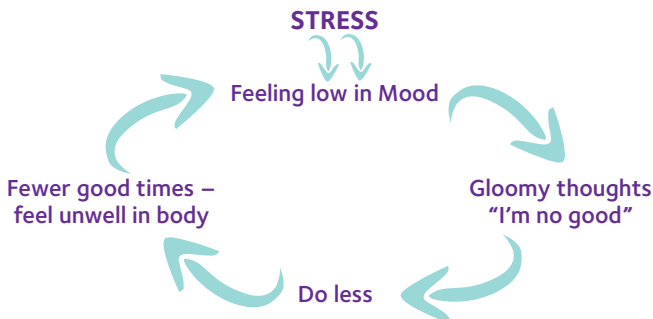 STRESS
Feeling low in Mood
Gloomy thoughts
“I’m no good”
Do less
Fewer good times –
feel unwell in body